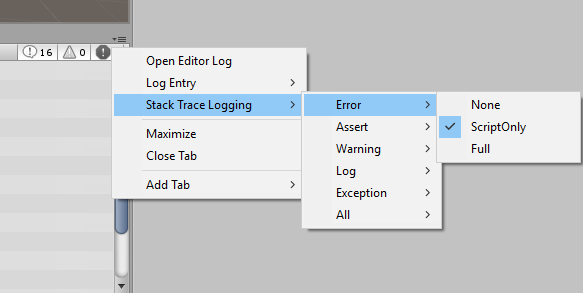 16 0
Open Editor Log
Log Entry
Stack Trace Logging
Maximize
Close Tab
Add Tab
Error
Assert
Warning
Log
Exception
All
None
ScriptOnly
Full